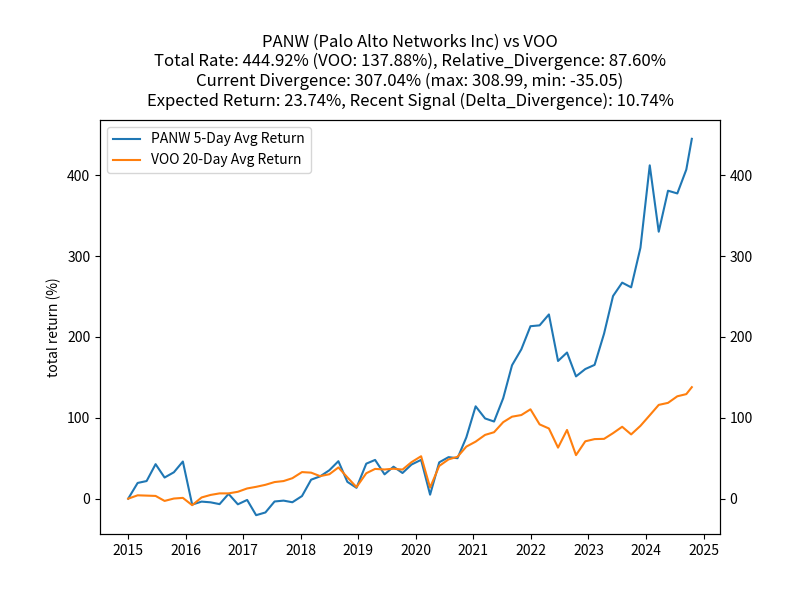 PANW (Palo Alto Networks Inc) vs VOO
Total Rate: 444.92% (VOO: 137.88%), Relative_Divergence: 87.60%
Current Divergence: 307.04% (max: 308.99, min: -35.05)
Expected Return: 23.74%, Recent Signal (Delta_Divergence): 10.74%
PANW 5-Day Avg Return
VOO 20-Day Avg Return
total return (%)
400 400
300 300
200 200
100 100
0 0
2015 2016 2017 2018 2019 2020 2021 2022 2023 2024 2025